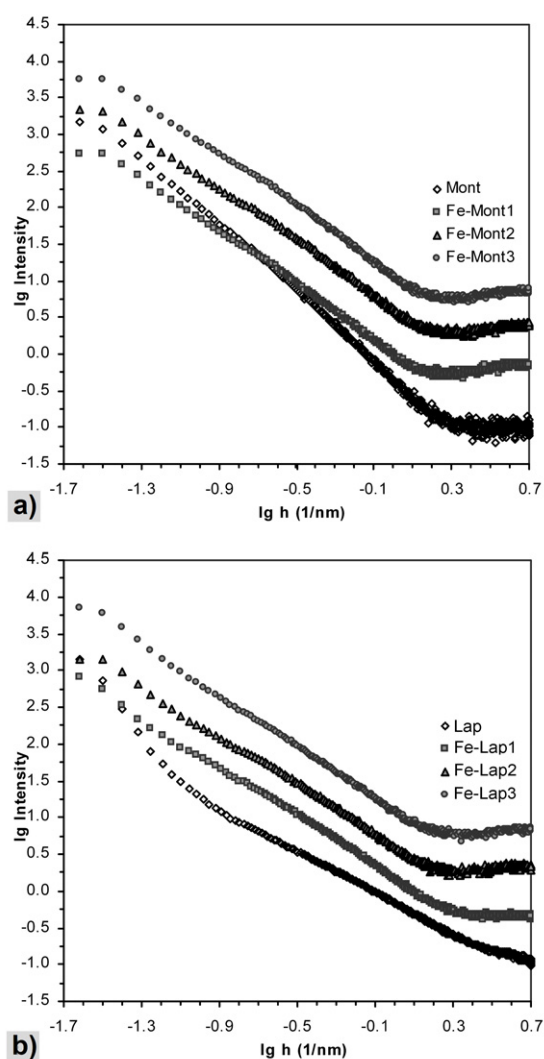 4.5
4.0
3.5
3.0
2.5
2.0
1.5
1.0
0.5
0.0
-0.5
-1.0
-1.5
lg Intensity
Mont
Fe-Mont1
Fe-Mont2
Fe-Mont3
-1.7 -1.3 -0.9 -0.5 -0.1 0.3 0.7
lg h (1/nm)
a)
4.5
4.0
3.5
3.0
2.5
2.0
1.5
1.0
0.5
0.0
-0.5
-1.0
-1.5
lg Intensity
Lap
Fe-Lap1
Fe-Lap2
Fe-Lap3
-1.7 -1.3 -0.9 -0.5 -0.1 0.3 0.7
lg h (1/nm)
b)